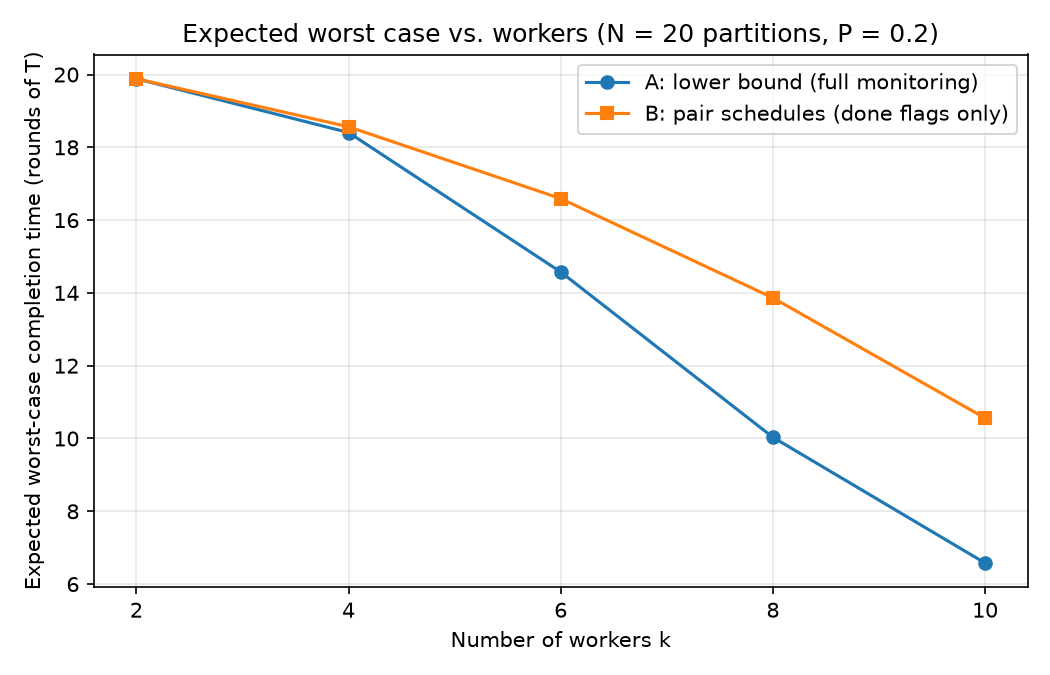 Expected worst case vs. workers (N = 20 partitions, P = 0.2)
Expected worst-case completion time (rounds of T)
20
18
16
14
12
10
8
6
A: lower bound (full monitoring)
B: pair schedules (done flags only)
2 4 6 8 10
Number of workers k